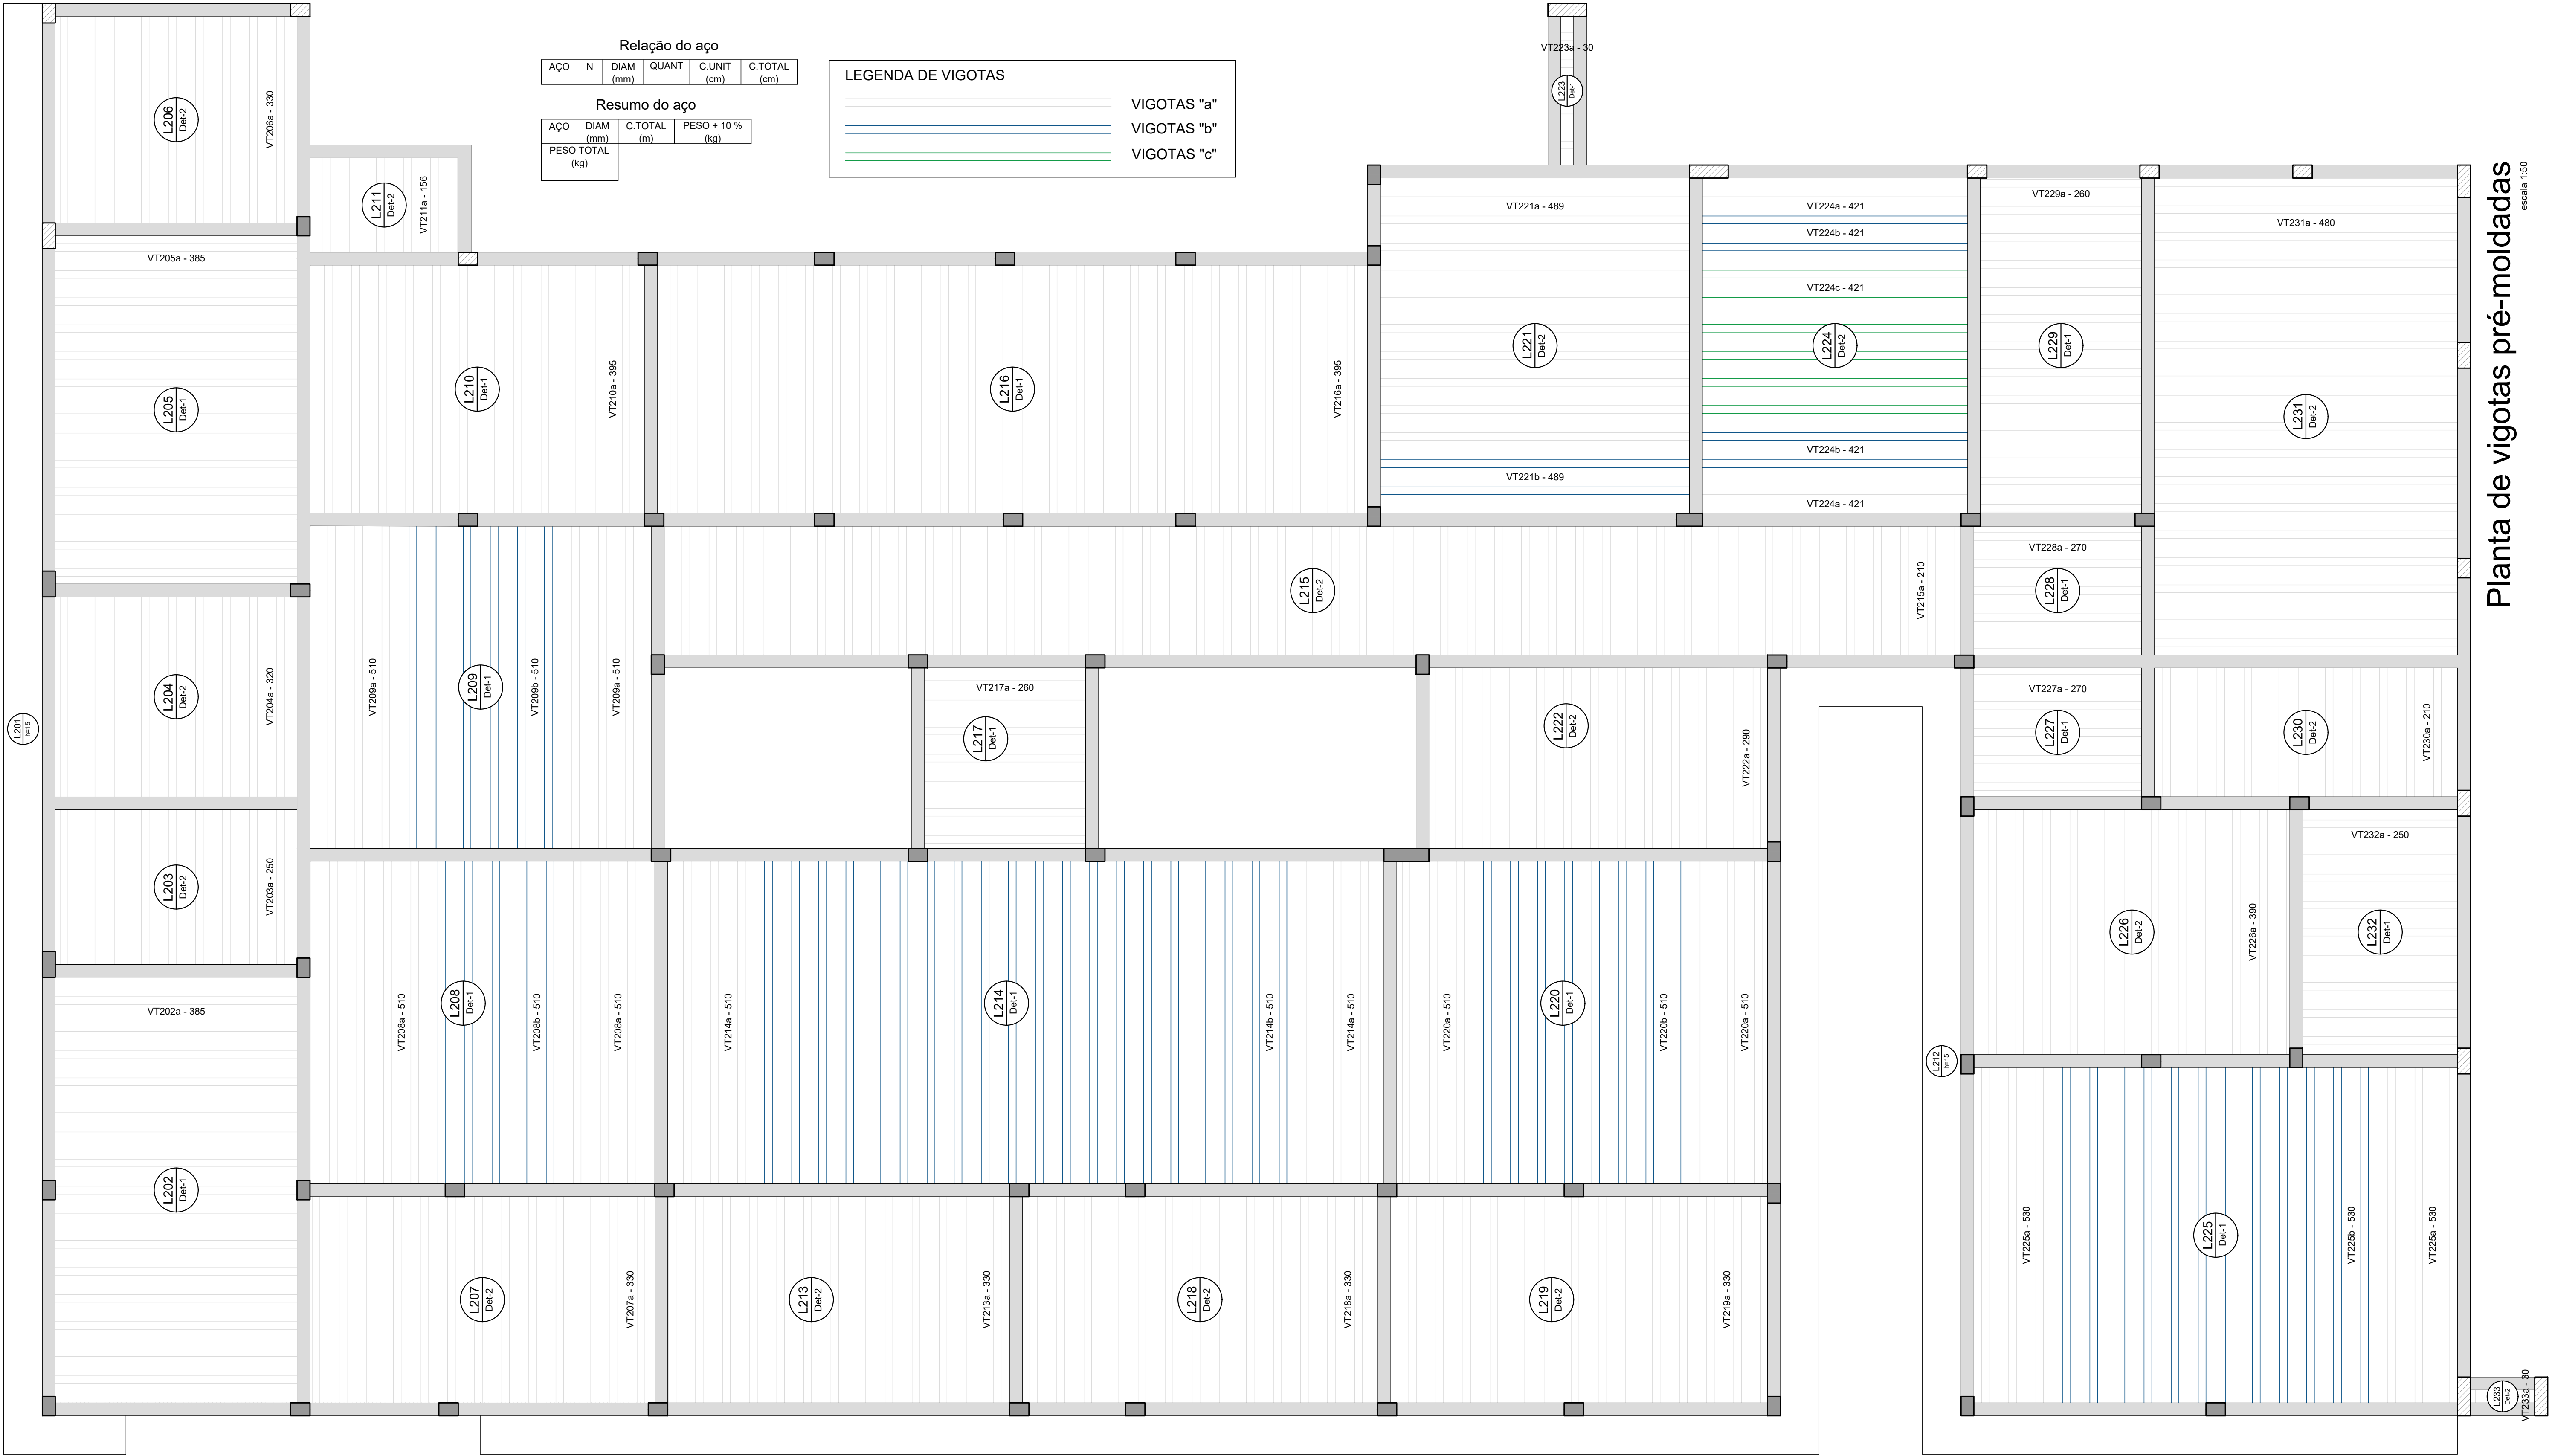 Relação do aço
AÇO N DIAM (mm) QUANT C.UNIT (cm) C.TOTAL (cm)
Resumo do aço
AÇO DIAM (mm) C.TOTAL (m) PESO + 10 % (kg)
PESO TOTAL (kg)
LEGENDA DE VIGOTAS
VIGOTAS "a"
VIGOTAS "b"
VIGOTAS "c"
Planta de vigotas pré-moldadas
escala 1:50
L206 Det-2
VT206a - 330
L211 Det-2
VT211a - 156
VT223a - 30
L223 Det-1
VT205a - 385
L205 Det-1
L210 Det-1
VT210a - 395
L216 Det-1
VT216a - 395
VT221a - 489
L221 Det-2
VT221b - 489
VT224a - 421
VT224b - 421
VT224c - 421
L224 Det-2
VT224b - 421
VT224a - 421
VT229a - 260
L229 Det-1
VT231a - 480
L231 Det-2
VT228a - 270
L228 Det-1
L215 Det-2
VT215a - 210
L201 h=15
L204 Det-2
VT204a - 320
VT209a - 510
L209 Det-1
VT209b - 510
VT209a - 510
VT217a - 260
L217 Det-1
L222 Det-2
VT222a - 290
VT227a - 270
L227 Det-1
L230 Det-2
VT230a - 210
L203 Det-2
VT203a - 250
VT232a - 250
L232 Det-1
L226 Det-2
VT226a - 390
VT202a - 385
L202 Det-1
VT208a - 510
L208 Det-1
VT208b - 510
VT208a - 510
VT214a - 510
L214 Det-1
VT214b - 510
VT214a - 510
VT220a - 510
L220 Det-1
VT220b - 510
VT220a - 510
L212 h=15
VT225a - 530
L225 Det-1
VT225b - 530
VT225a - 530
L207 Det-2
VT207a - 330
L213 Det-2
VT213a - 330
L218 Det-2
VT218a - 330
L219 Det-2
VT219a - 330
L233 Det-2
VT233a - 30